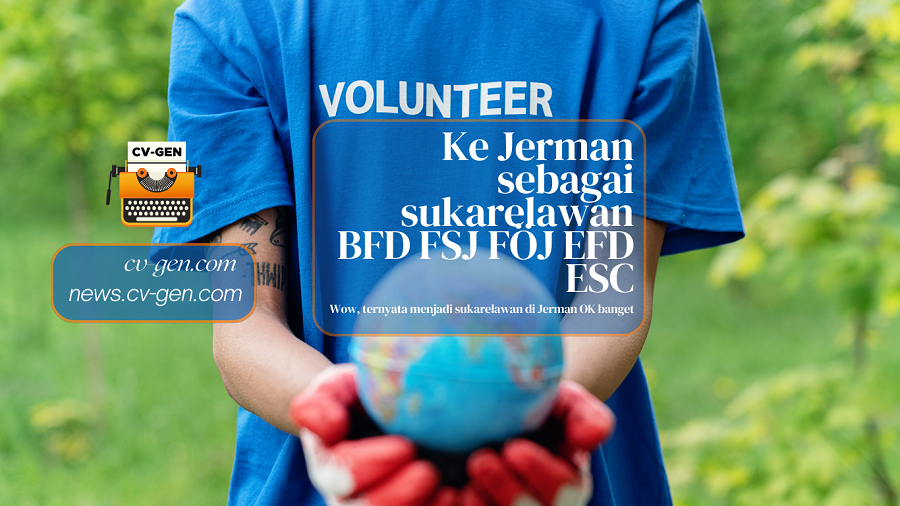 VOLUNTEER
CV-GEN
cv-gen.com
news.cv-gen.com
Ke Jerman
sebagai
sukarelawan
BFD FSJ FÖJ EFD
ESC
Wow, ternyata menjadi sukarelawan di Jerman OK banget